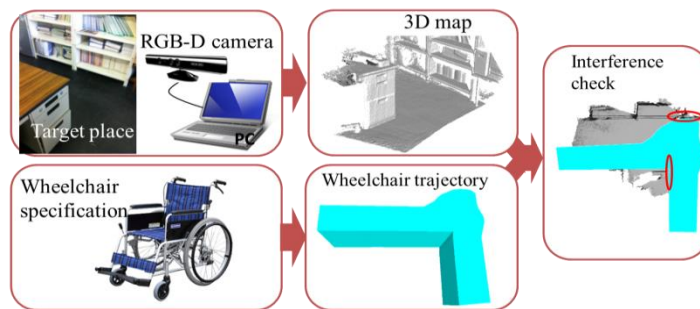 RGB-D camera
Target place
PC
3D map
Interference
check
Wheelchair
specification
Wheelchair trajectory